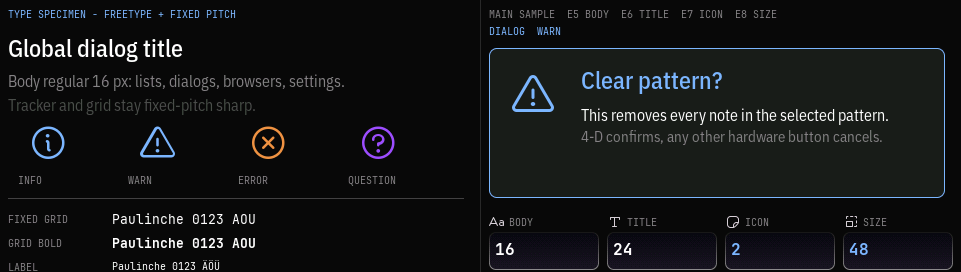 TYPE SPECIMEN - FREETYPE + FIXED PITCH
Global dialog title
Body regular 16 px: lists, dialogs, browsers, settings.
Tracker and grid stay fixed-pitch sharp.
INFO WARN ERROR QUESTION
FIXED GRID Paulinche 0123 AOU
GRID BOLD Paulinche 0123 AOU
LABEL Paulinche 0123 ÄÖÜ
MAIN SAMPLE E5 BODY E6 TITLE E7 ICON E8 SIZE
DIALOG WARN
Clear pattern?
This removes every note in the selected pattern.
4-D confirms, any other hardware button cancels.
Aa BODY T TITLE ICON SIZE
16 24 2 48